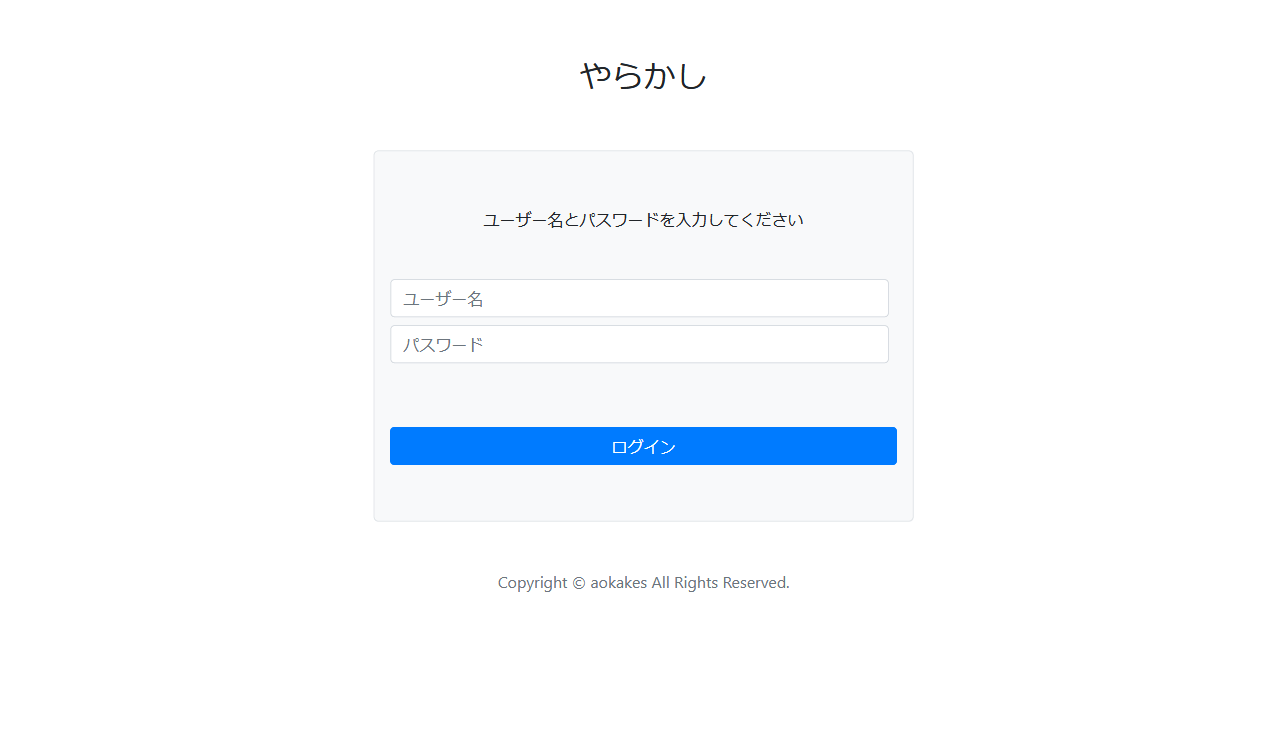 やらかし
ユーザー名とパスワードを入力してください
ユーザー名
パスワード
ログイン
Copyright © aokakes All Rights Reserved.